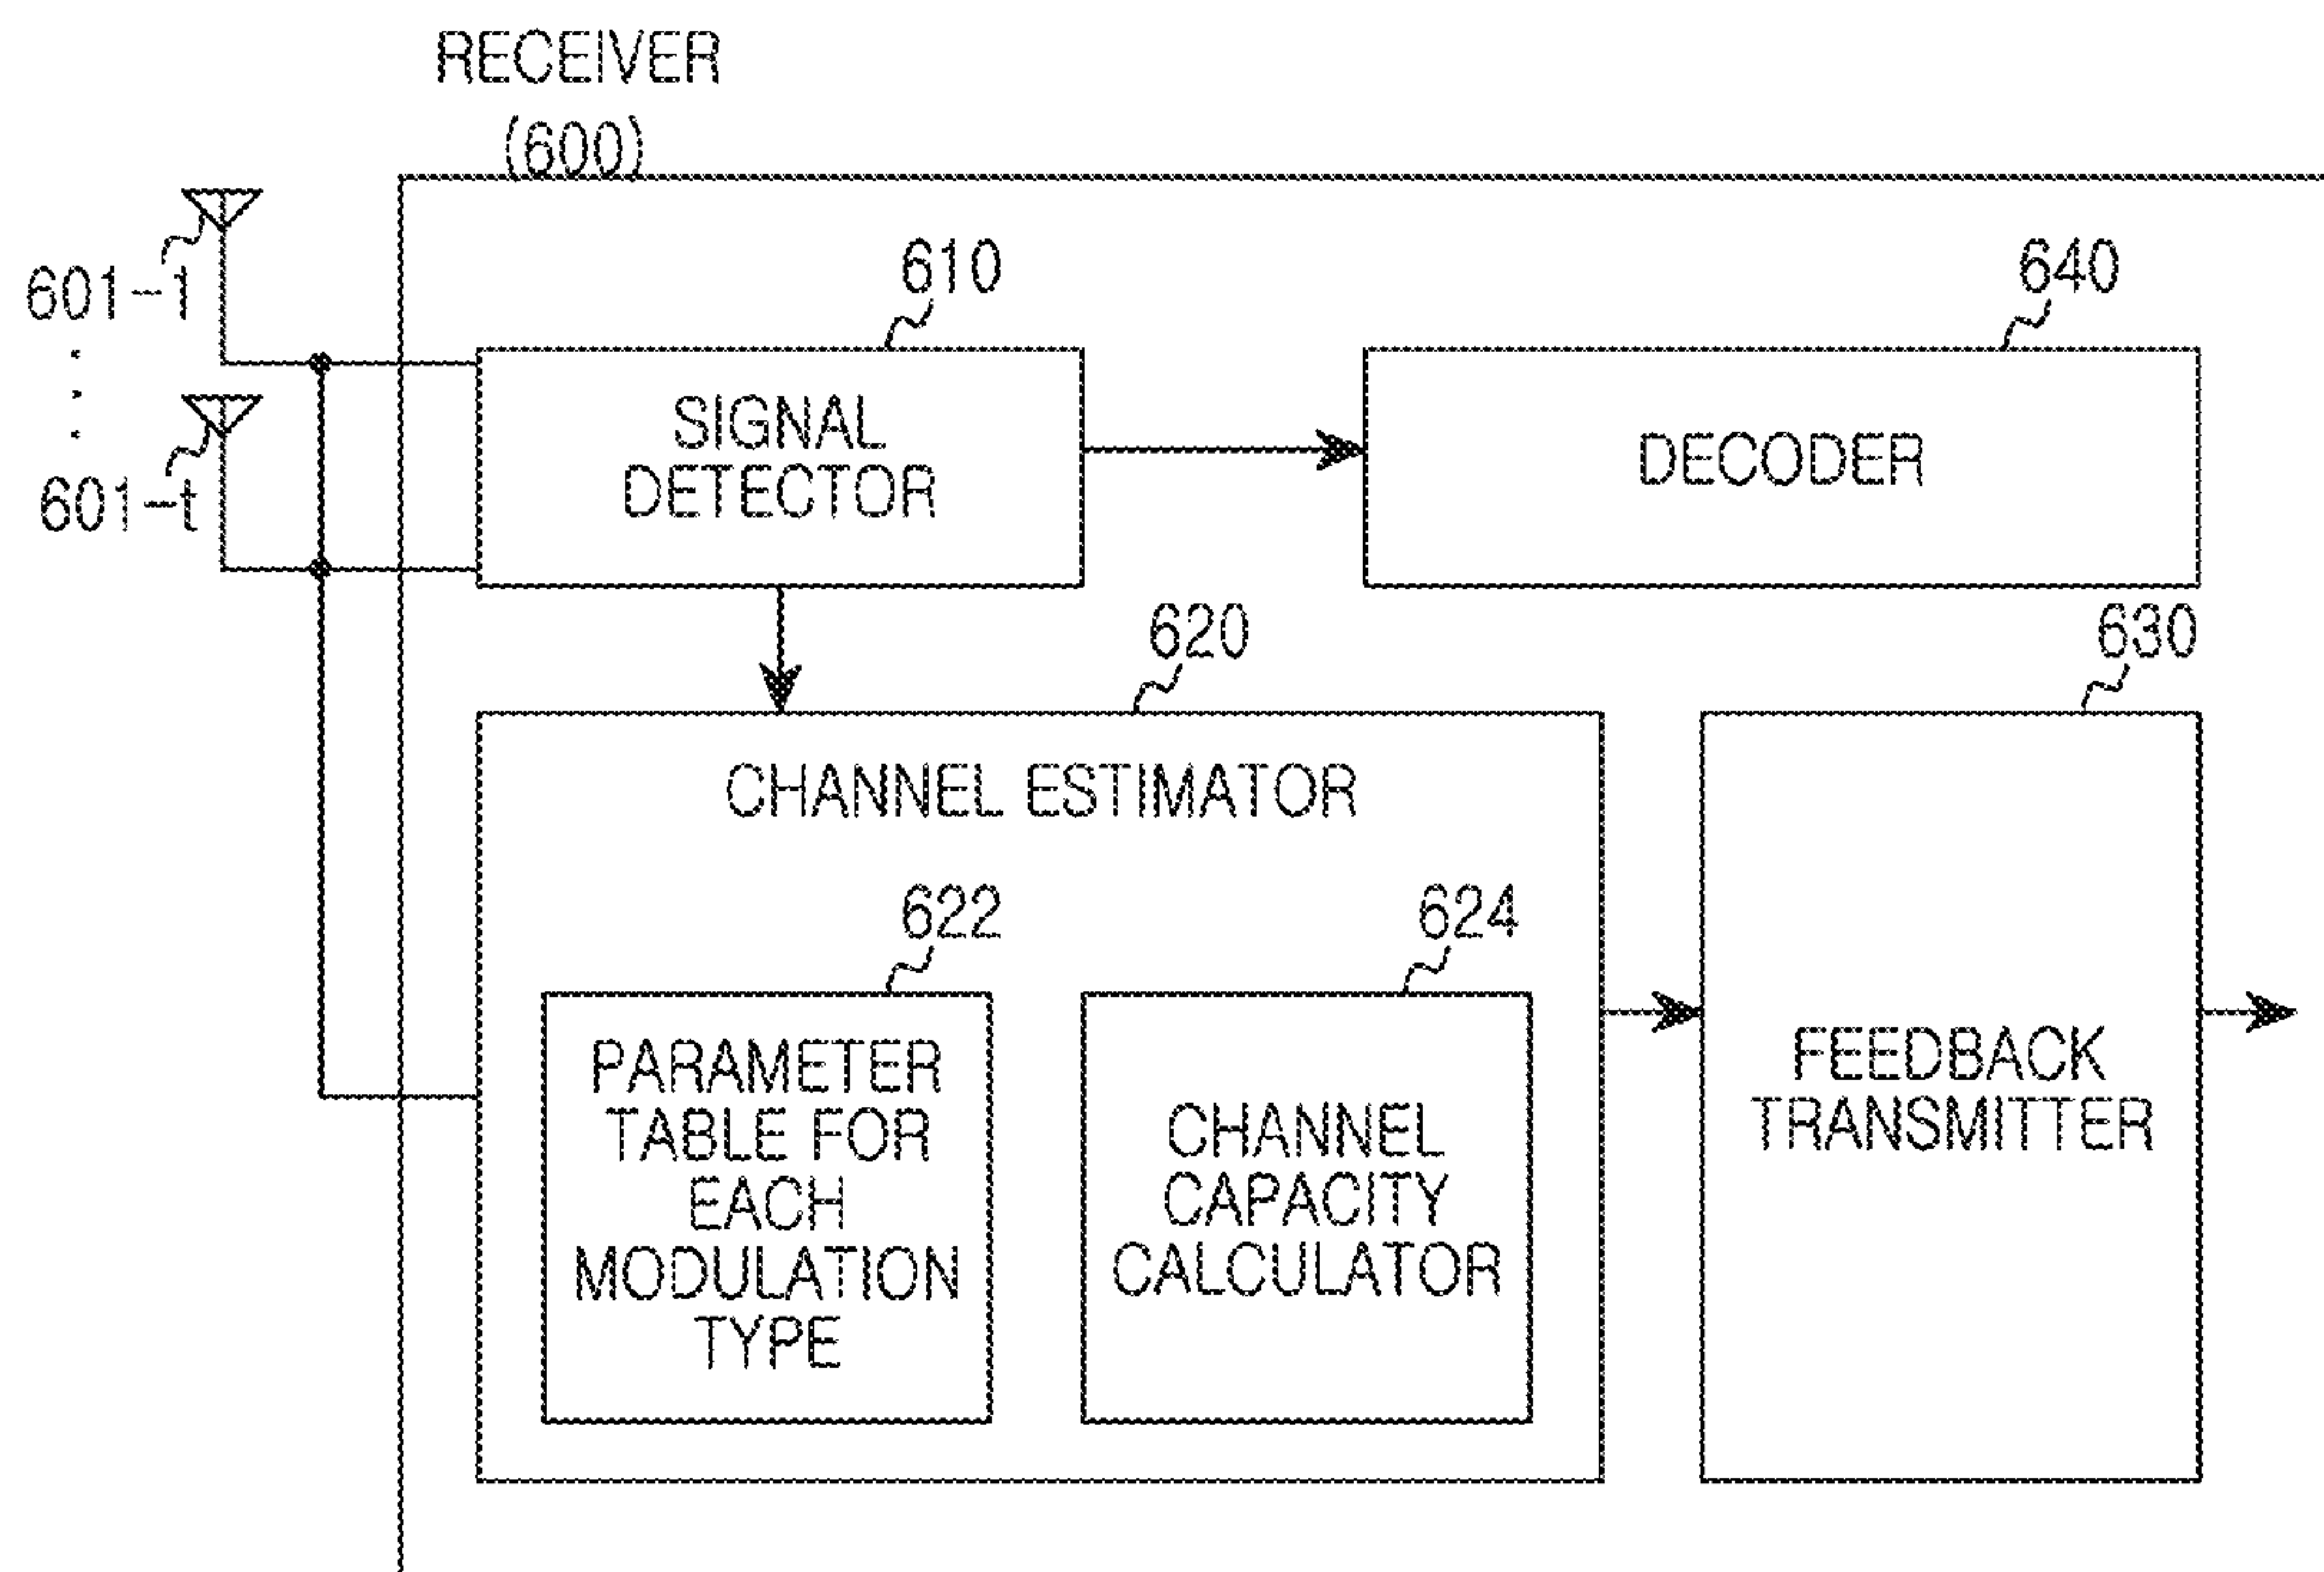 RECEIVER
(600)
601-1
601-t
610
SIGNAL
DETECTOR
640
DECODER
620
CHANNEL ESTIMATOR
622
PARAMETER
TABLE FOR
EACH
MODULATION
TYPE
624
CHANNEL
CAPACITY
CALCULATOR
630
FEEDBACK
TRANSMITTER